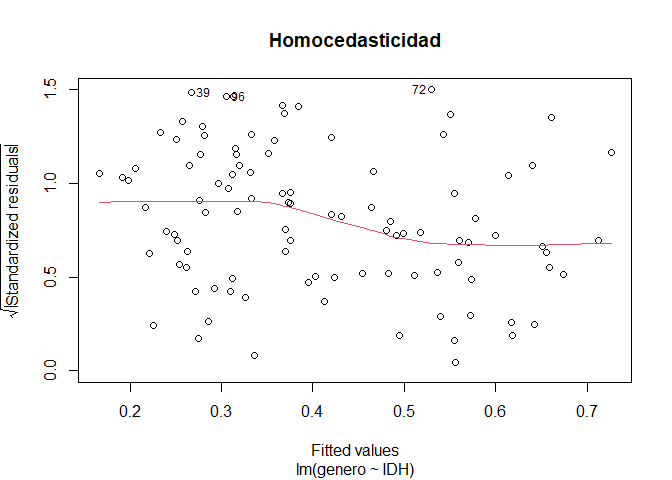 Homocedasticidad
√|Standardized residuals|
1.5
1.0
0.5
0.0
39
96
72
0.2 0.3 0.4 0.5 0.6 0.7
Fitted values
lm(genero ~ IDH)